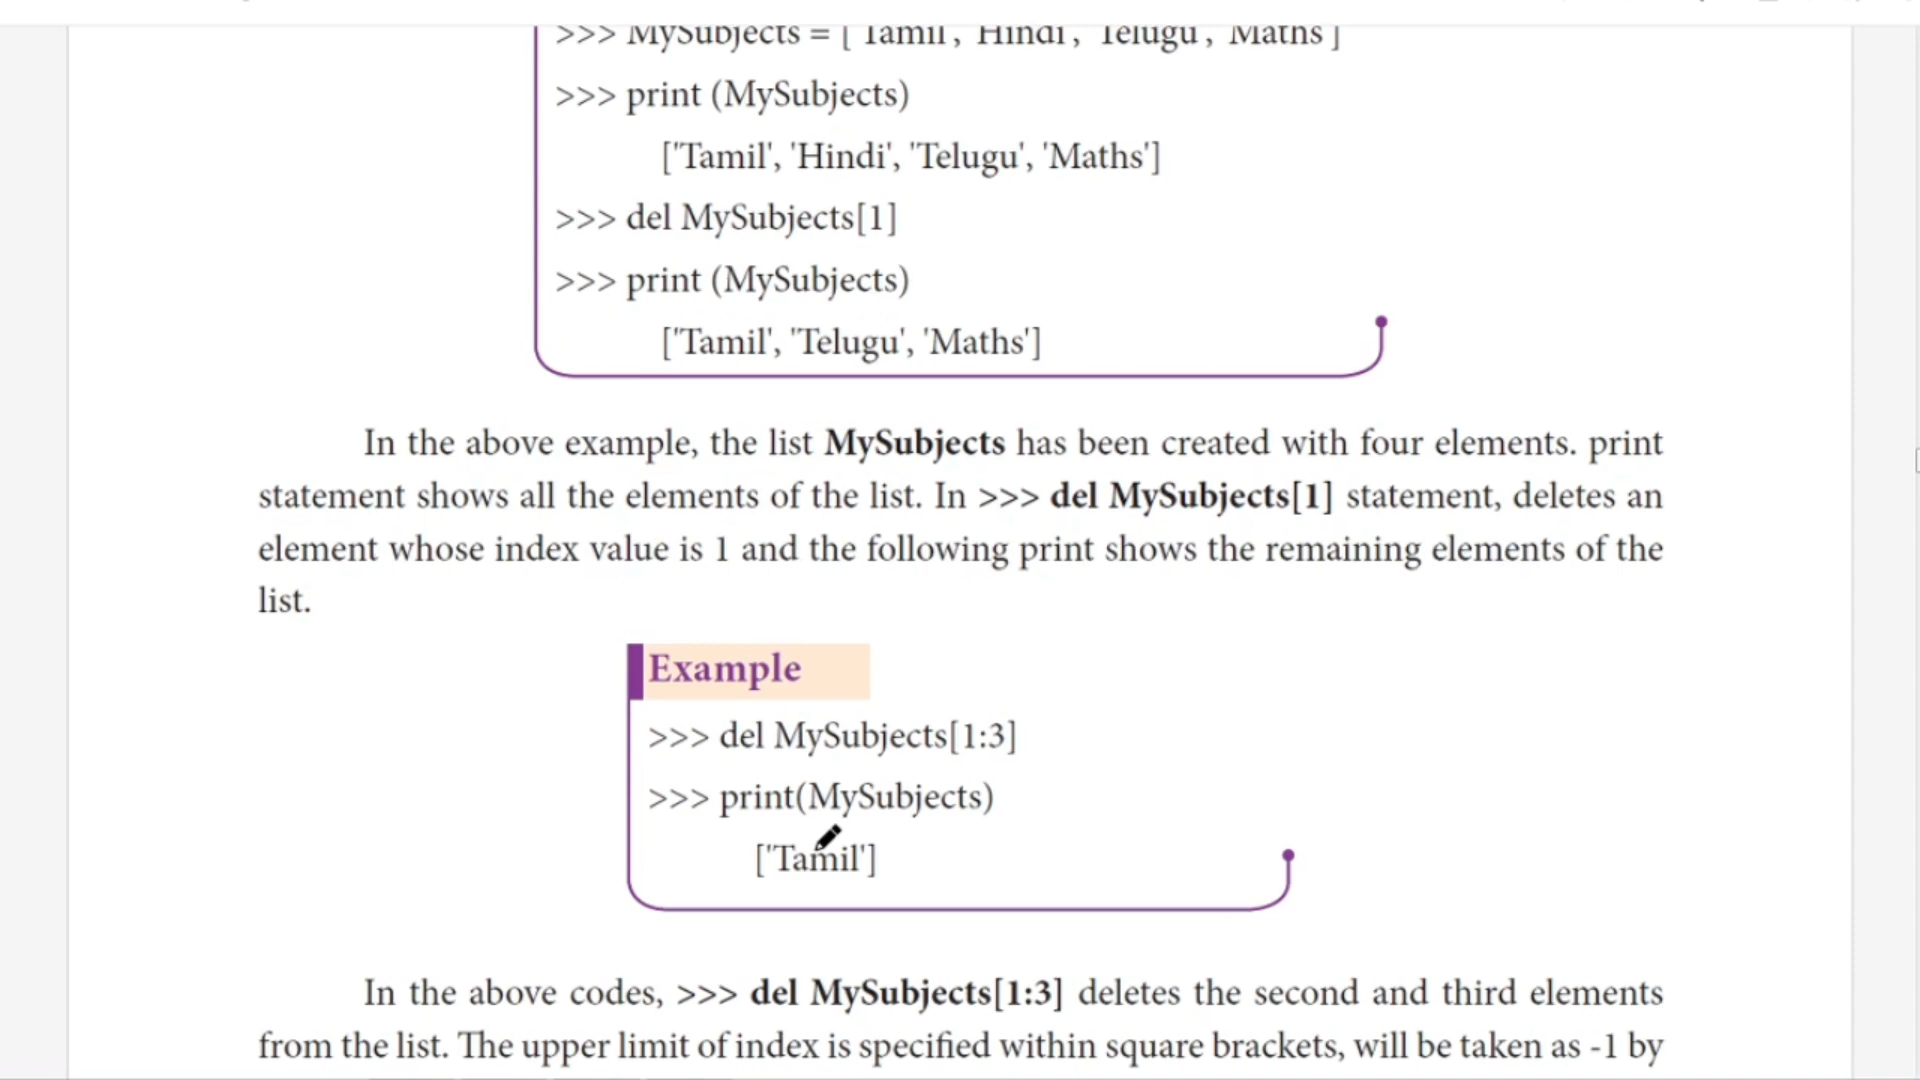 >>> MySubjects = ['Tamil', 'Hindi', 'Telugu', 'Maths']
>>> print (MySubjects)
['Tamil', 'Hindi', 'Telugu', 'Maths']
>>> del MySubjects[1]
>>> print (MySubjects)
['Tamil', 'Telugu', 'Maths']
In the above example, the list MySubjects has been created with four elements. print
statement shows all the elements of the list. In >>> del MySubjects[1] statement, deletes an
element whose index value is 1 and the following print shows the remaining elements of the
list.
Example
>>> del MySubjects[1:3]
>>> print(MySubjects)
['Tamil']
In the above codes, >>> del MySubjects[1:3] deletes the second and third elements
from the list. The upper limit of index is specified within square brackets, will be taken as -1 by